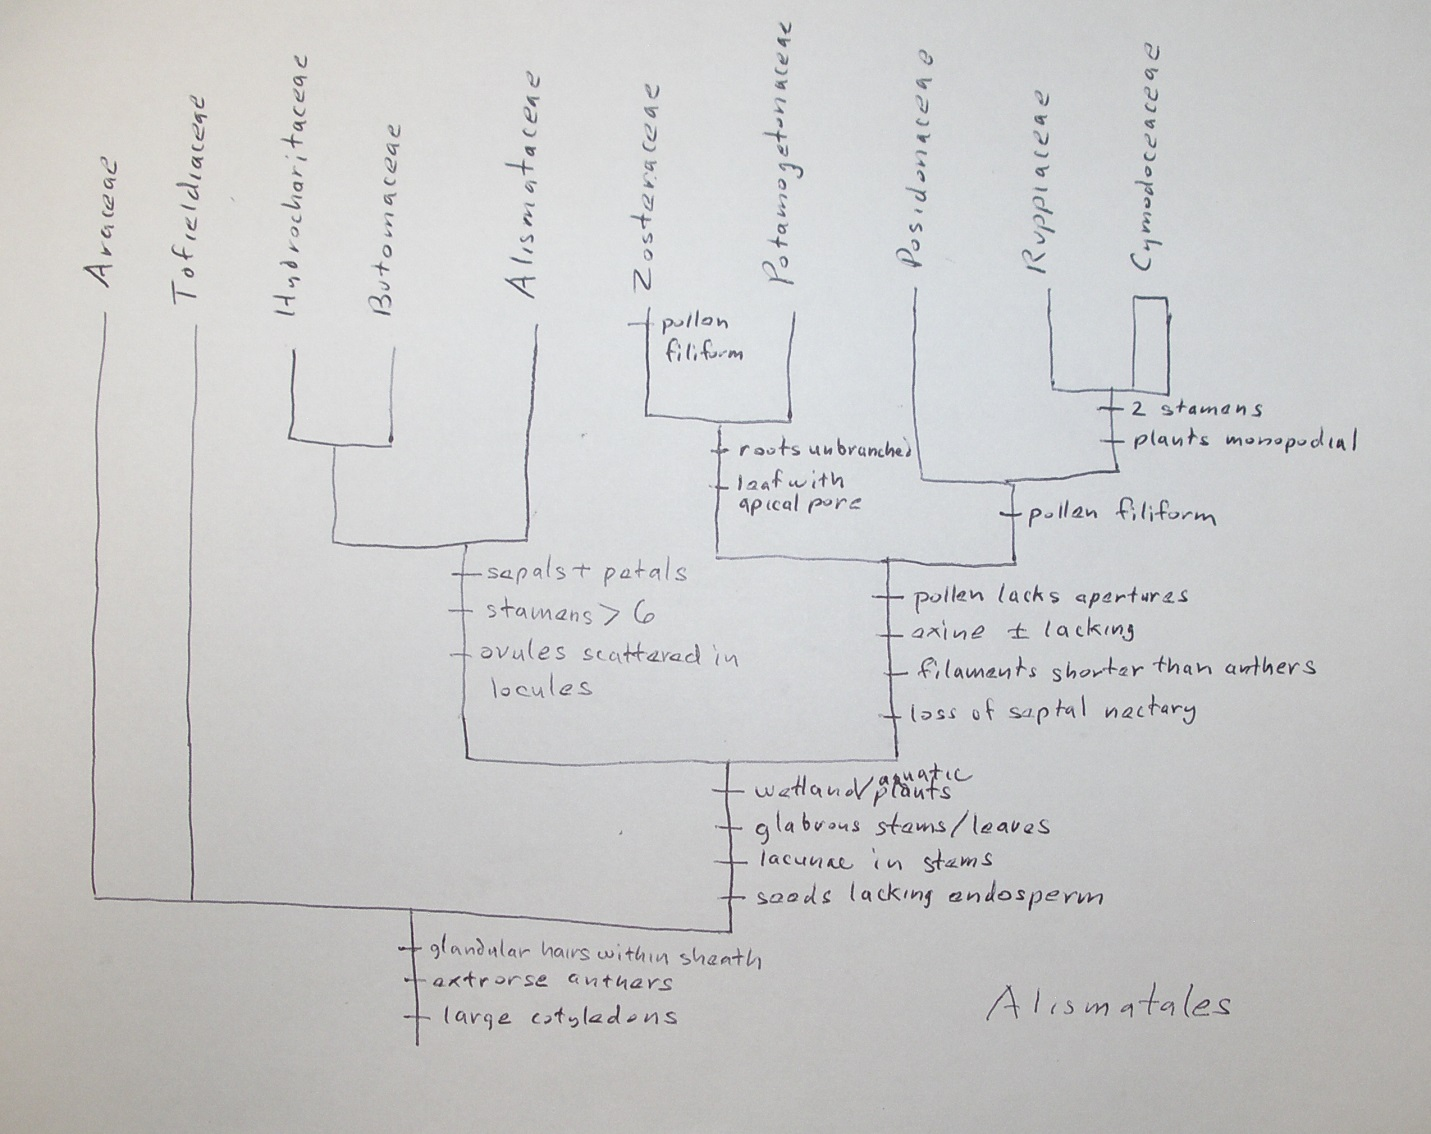 Araceae
Tofieldiaceae
Hydrocharitaceae
Butomaceae
Alismataceae
Zosteraceae
Potamogetonaceae
Posidonaceae
Ruppiaceae
Cymodoceaceae
pollen
filiform
2 stamens
plants monopodial
roots unbranched
leaf with
apical pore
pollen filiform
sepals + petals
stamens > 6
ovules scattered in
locules
pollen lacks apertures
exine ± lacking
filaments shorter than anthers
loss of septal nectary
wetland/aquatic
plants
glabrous stems/leaves
lacunae in stems
seeds lacking endosperm
glandular hairs within sheath
extrorse anthers
large cotyledons
Alismatales